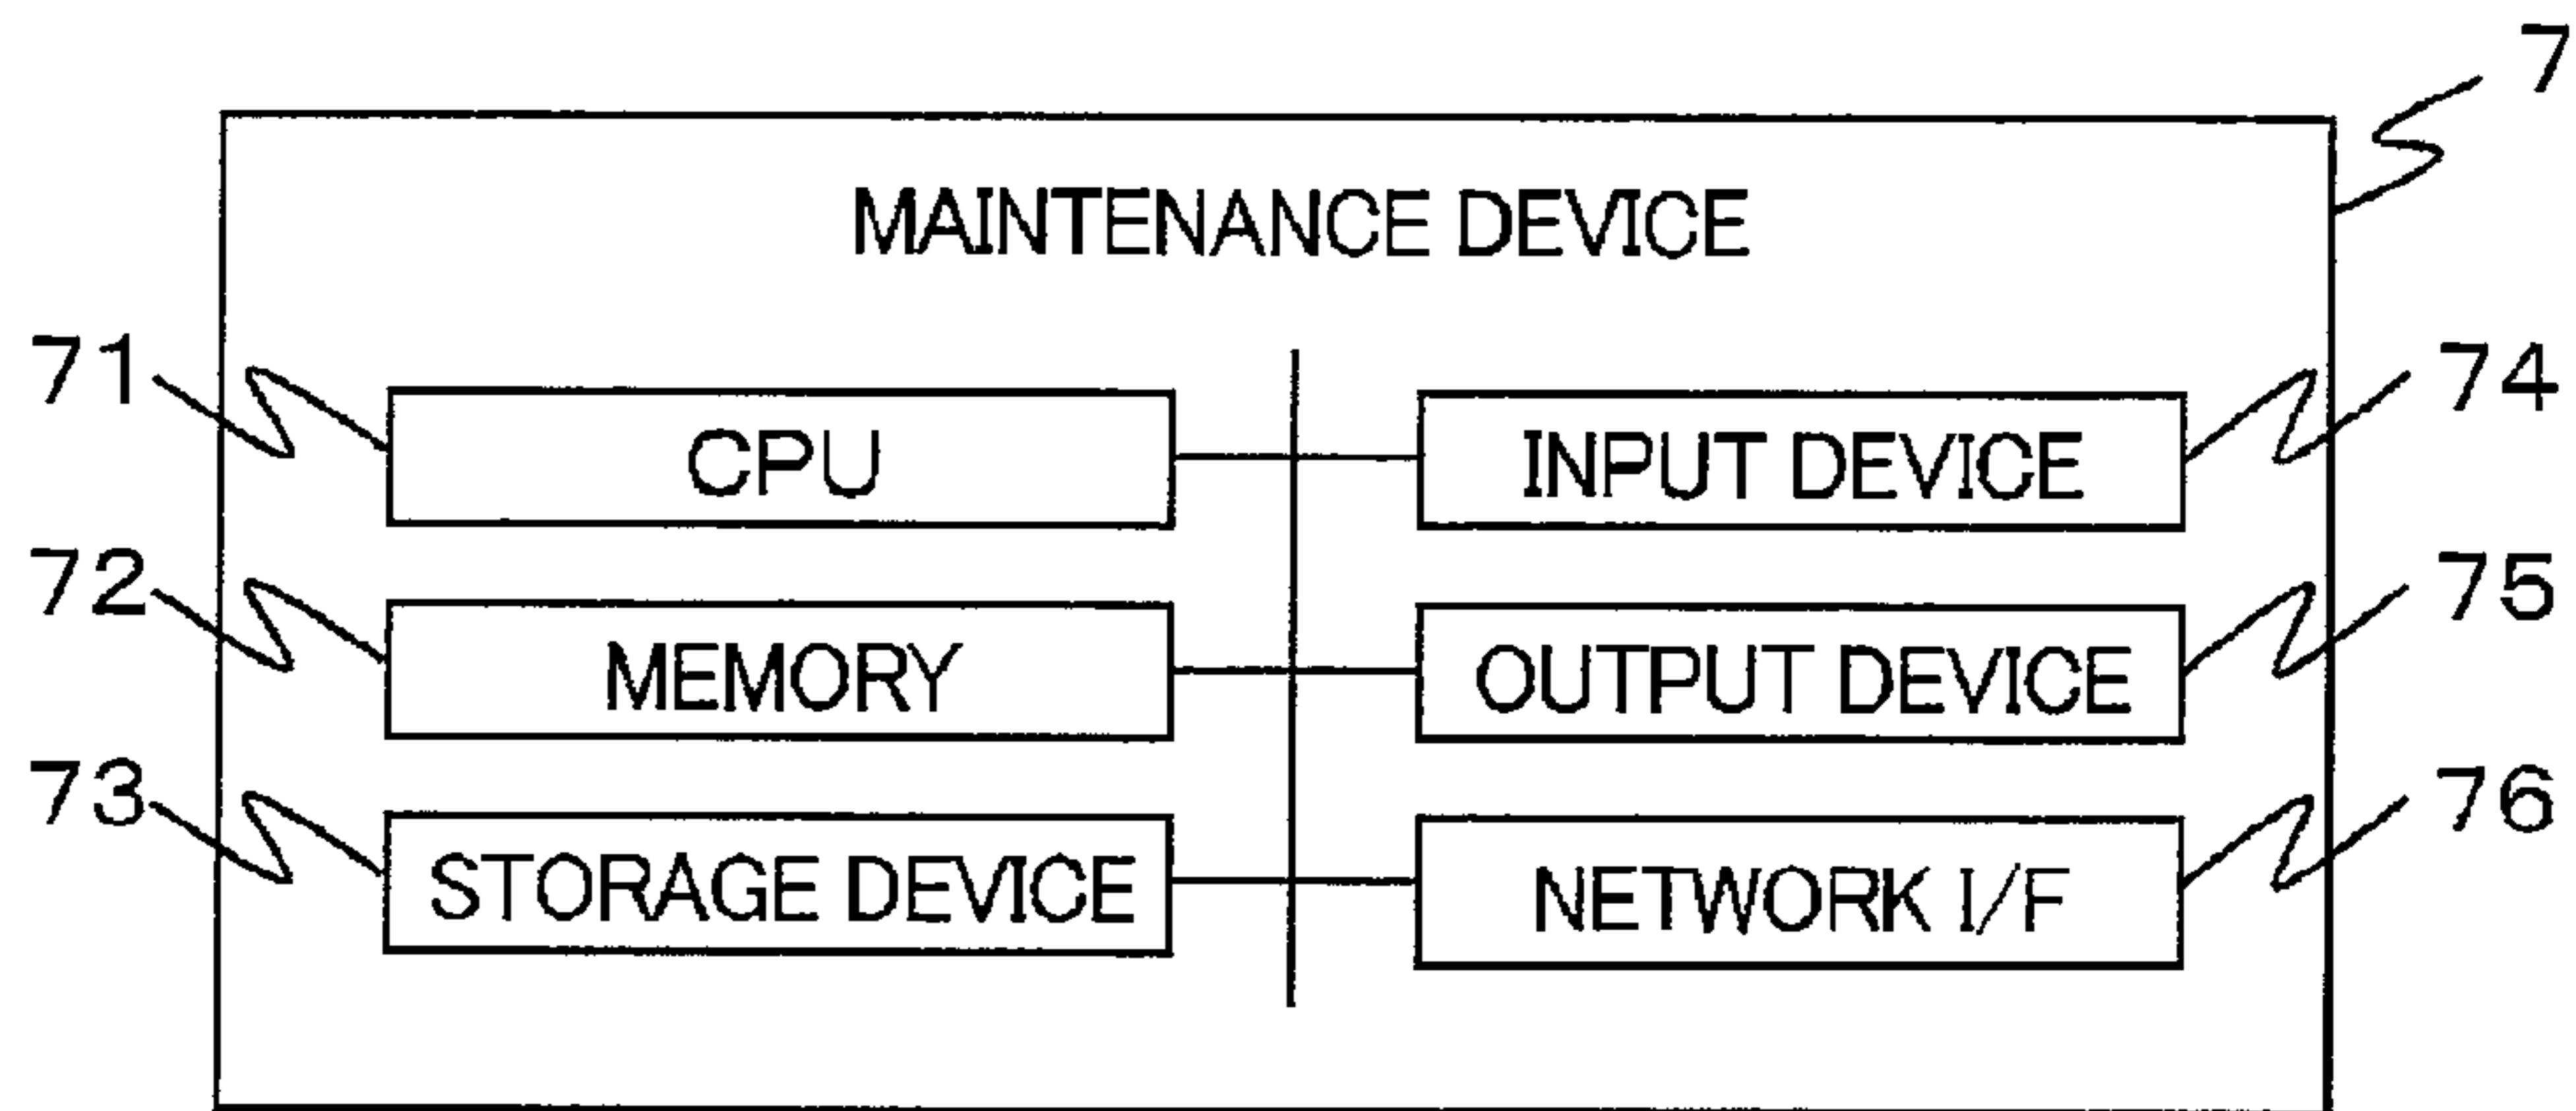 7
MAINTENANCE DEVICE
71 CPU INPUT DEVICE 74
72 MEMORY OUTPUT DEVICE 75
73 STORAGE DEVICE NETWORK I/F 76